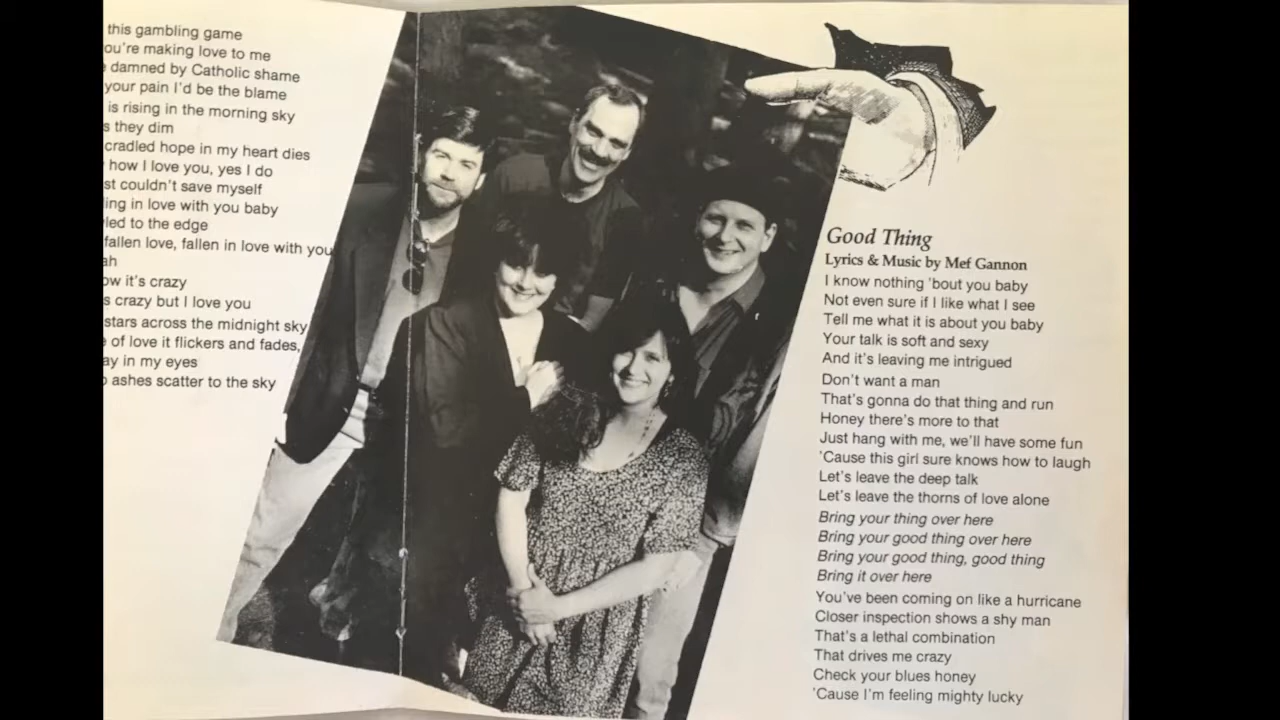 this gambling game
ou're making love to me
damned by Catholic shame
your pain I'd be the blame
is rising in the morning sky
s they dim
cradled hope in my heart dies
how I love you, yes I do
st couldn't save myself
ing in love with you baby
led to the edge
fallen love, fallen in love with you
ah
ow it's crazy
s crazy but I love you
stars across the midnight sky
of love it flickers and fades,
ay in my eyes
ashes scatter to the sky
Good Thing
Lyrics & Music by Mef Gannon
I know nothing 'bout you baby
Not even sure if I like what I see
Tell me what it is about you baby
Your talk is soft and sexy
And it's leaving me intrigued
Don't want a man
That's gonna do that thing and run
Honey there's more to that
Just hang with me, we'll have some fun
'Cause this girl sure knows how to laugh
Let's leave the deep talk
Let's leave the thorns of love alone
Bring your thing over here
Bring your good thing over here
Bring your good thing, good thing
Bring it over here
You've been coming on like a hurricane
Closer inspection shows a shy man
That's a lethal combination
That drives me crazy
Check your blues honey
'Cause I'm feeling mighty lucky